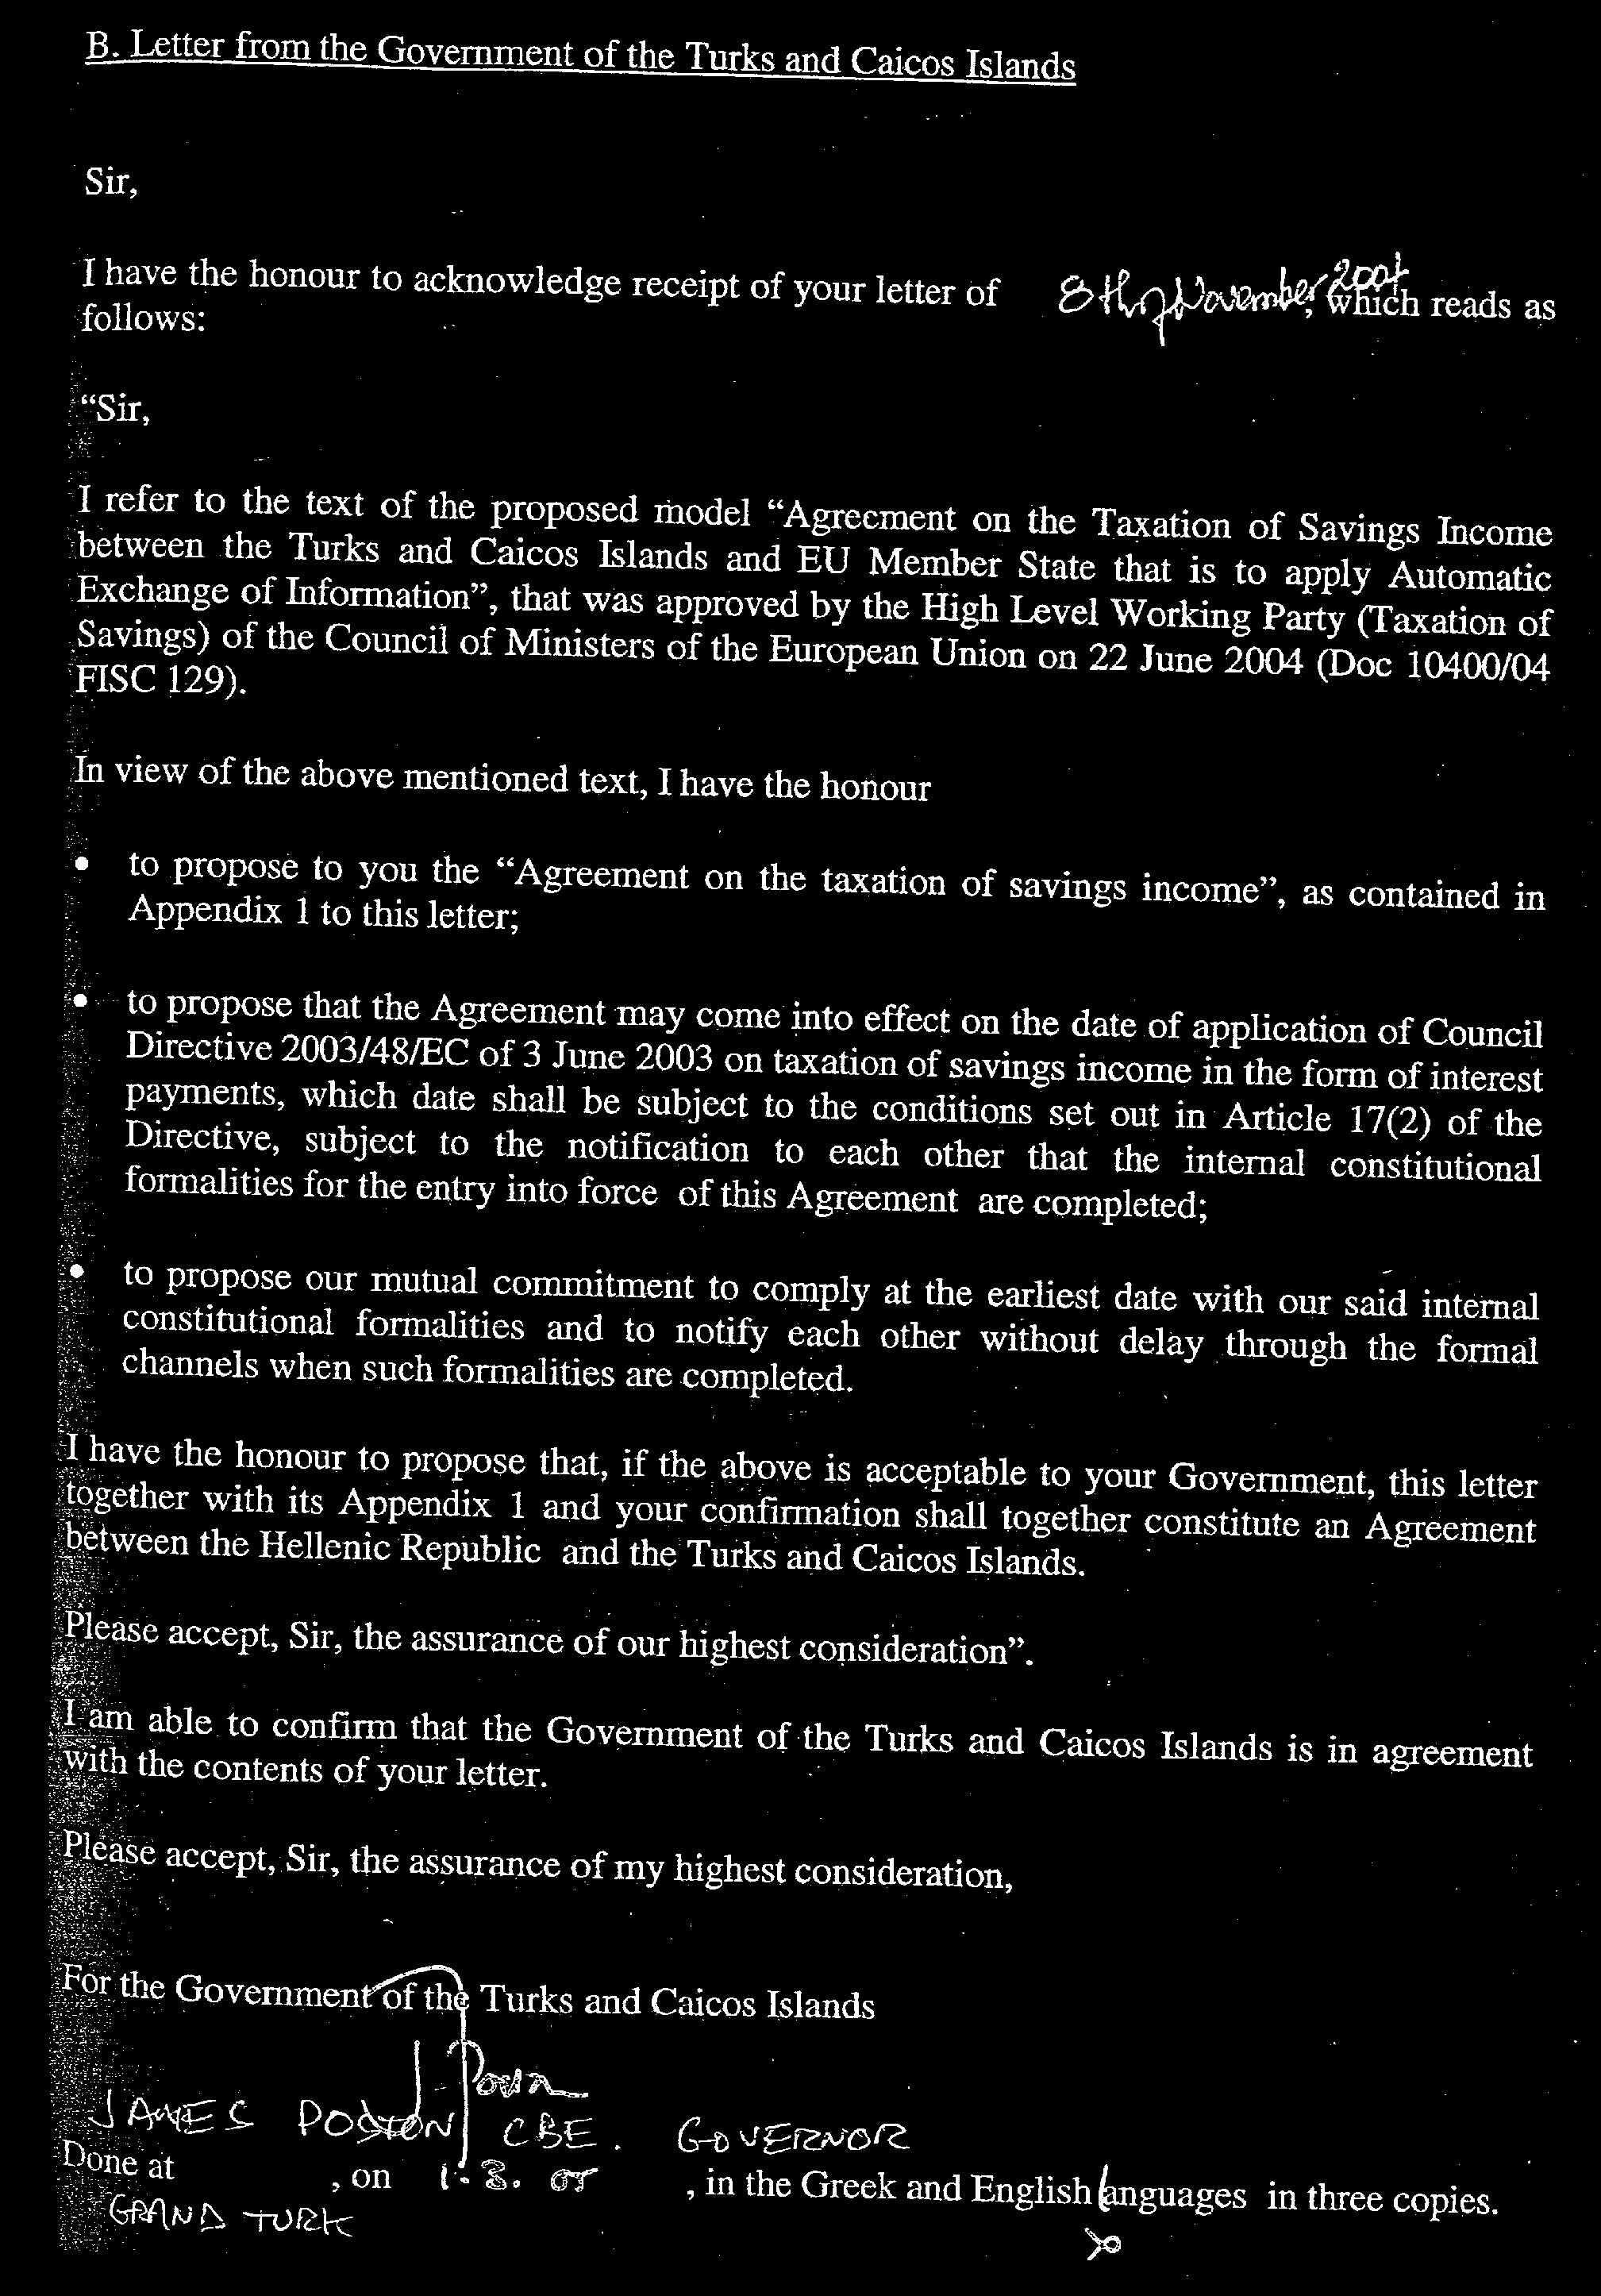 B. Letter from the Government of the Turks and Caicos Islands
Sir,
I have the honour to acknowledge receipt of your letter of 8th November 2004, which reads as
follows:
“Sir,
I refer to the text of the proposed model “Agreement on the Taxation of Savings Income
between the Turks and Caicos Islands and EU Member State that is to apply Automatic
Exchange of Information”, that was approved by the High Level Working Party (Taxation of
Savings) of the Council of Ministers of the European Union on 22 June 2004 (Doc 10400/04
FISC 129).
In view of the above mentioned text, I have the honour
• to propose to you the “Agreement on the taxation of savings income”, as contained in
Appendix 1 to this letter;
• to propose that the Agreement may come into effect on the date of application of Council
Directive 2003/48/EC of 3 June 2003 on taxation of savings income in the form of interest
payments, which date shall be subject to the conditions set out in Article 17(2) of the
Directive, subject to the notification to each other that the internal constitutional
formalities for the entry into force of this Agreement are completed;
• to propose our mutual commitment to comply at the earliest date with our said internal
constitutional formalities and to notify each other without delay through the formal
channels when such formalities are completed.
I have the honour to propose that, if the above is acceptable to your Government, this letter
together with its Appendix 1 and your confirmation shall together constitute an Agreement
between the Hellenic Republic and the Turks and Caicos Islands.
Please accept, Sir, the assurance of our highest consideration”.
I am able to confirm that the Government of the Turks and Caicos Islands is in agreement
with the contents of your letter.
Please accept, Sir, the assurance of my highest consideration,
For the Government of the Turks and Caicos Islands
JAMES POSTON CBE. GOVERNOR
Done at , on 1.8.05 , in the Greek and English languages in three copies.
GRAND TURK